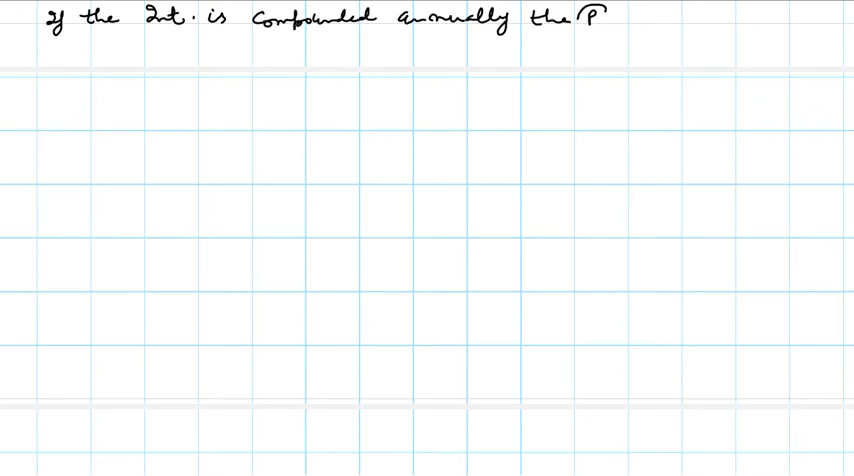 If the Int. is compounded annually the P